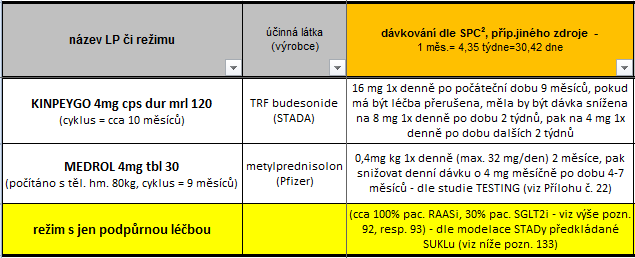 název LP či režimu
účinná látka
(výrobce)
dávkování dle SPC², příp.jiného zdroje -
1 měs.= 4,35 týdne=30,42 dne
KINPEYGO 4mg cps dur mrl 120
(cyklus = cca 10 měsíců)
TRF budesonide
(STADA)
16 mg 1x denně po počáteční dobu 9 měsíců, pokud
má být léčba přerušena, měla by být dávka snížena
na 8 mg 1x denně po dobu 2 týdnů, pak na 4 mg 1x
denně po dobu dalších 2 týdnů
MEDROL 4mg tbl 30
(počítáno s těl. hm. 80kg, cyklus = 9 měsíců)
metylprednisolon
(Pfizer)
0,4mg kg 1x denně (max. 32 mg/den) 2 měsíce, pak
snižovat denní dávku o 4 mg měsíčně po dobu 4-7
měsíců - dle studie TESTING (viz Přílohu č. 22)
režim s jen podpůrnou léčbou
(cca 100% pac. RAASi, 30% pac. SGLT2i - viz výše pozn.
92, resp. 93) - dle modelace STADy předkládané
SUKLu (viz níže pozn. 133)